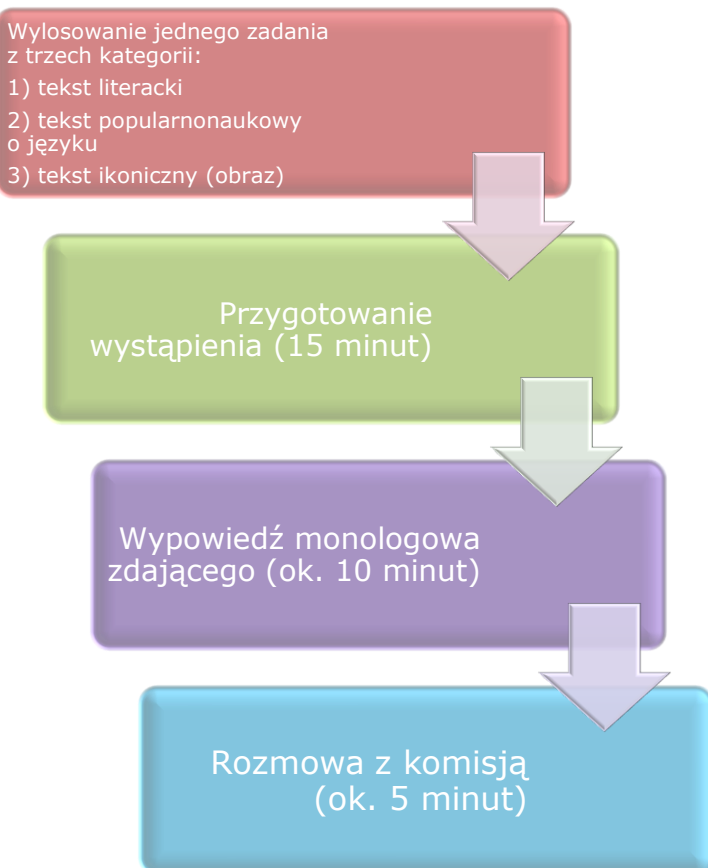 Wylosowanie jednego zadania
z trzech kategorii:
1) tekst literacki
2) tekst popularnonaukowy
o języku
3) tekst ikoniczny (obraz)
Przygotowanie
wystąpienia (15 minut)
Wypowiedź monologowa
zdającego (ok. 10 minut)
Rozmowa z komisją
(ok. 5 minut)